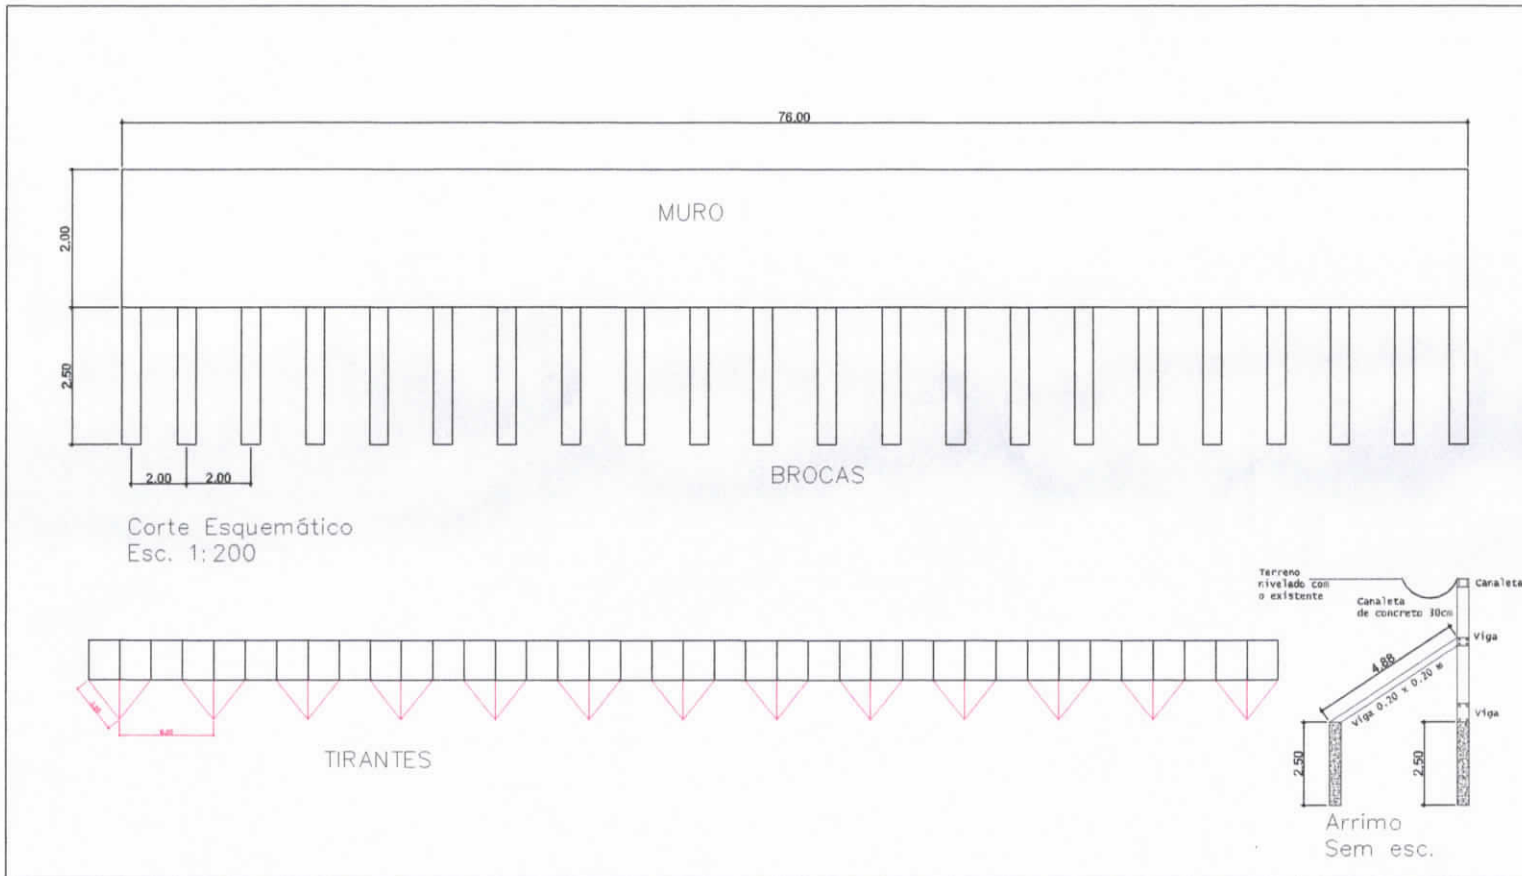 76.00
MURO
2.00
2.50
2.00
2.00
BROCAS
Corte Esquemático
Esc. 1:200
TIRANTES
Terreno
nivelado com
o existente
Canaleta
de concreto 30cm
Canaleta
Viga
4.88
Viga 0.20 x 0.20 m
Viga
2.50
2.50
Arrimo
Sem esc.